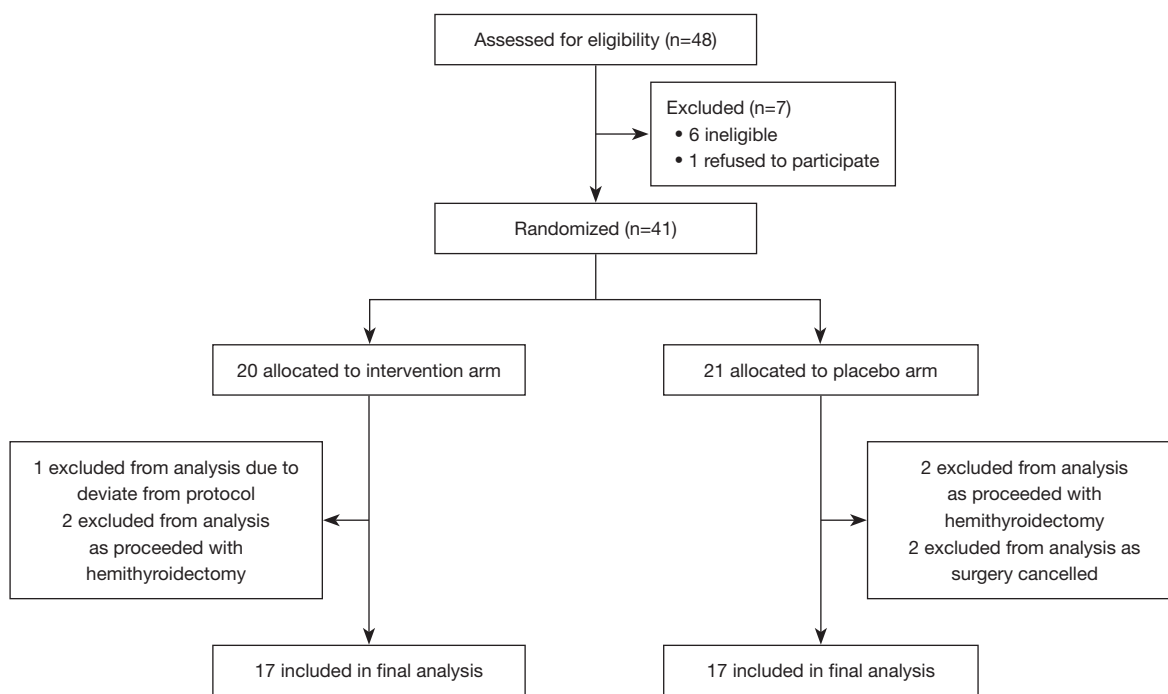 Assessed for eligibility (n=48)
Excluded (n=7)
• 6 ineligible
• 1 refused to participate
Randomized (n=41)
20 allocated to intervention arm
21 allocated to placebo arm
1 excluded from analysis due to
deviate from protocol
2 excluded from analysis
as proceeded with
hemithyroidectomy
2 excluded from analysis
as proceeded with
hemithyroidectomy
2 excluded from analysis as
surgery cancelled
17 included in final analysis
17 included in final analysis